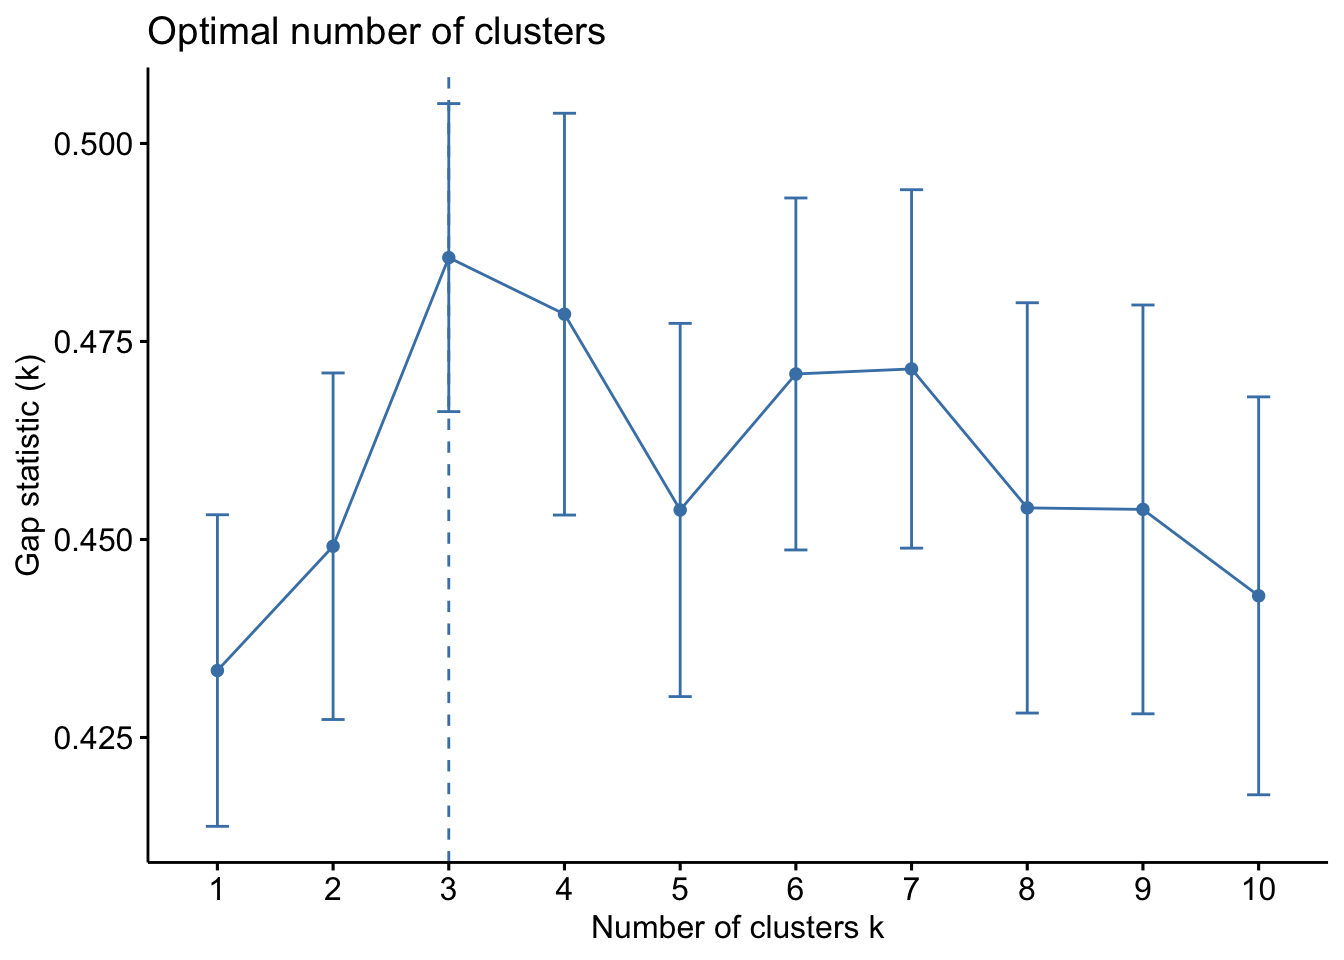 Optimal number of clusters
0.500
0.475
0.450
0.425
Gap statistic (k)
1 2 3 4 5 6 7 8 9 10
Number of clusters k